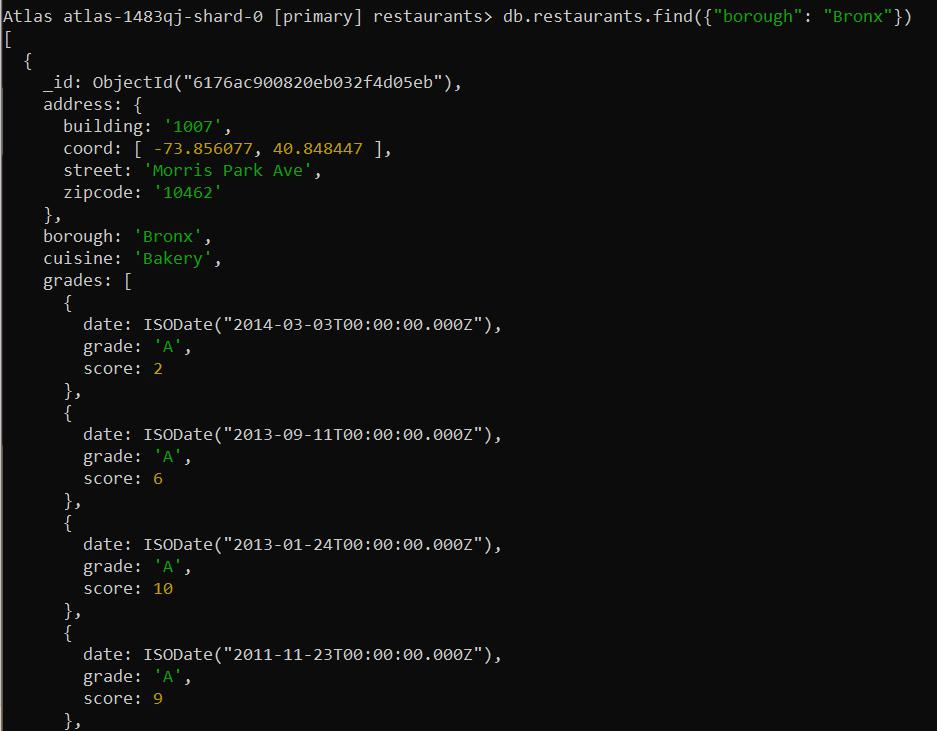 Atlas atlas-1483qj-shard-0 [primary] restaurants> db.restaurants.find({"borough": "Bronx"})
[
  {
    _id: ObjectId("6176ac900820eb032f4d05eb"),
    address: {
      building: '1007',
      coord: [ -73.856077, 40.848447 ],
      street: 'Morris Park Ave',
      zipcode: '10462'
    },
    borough: 'Bronx',
    cuisine: 'Bakery',
    grades: [
      {
        date: ISODate("2014-03-03T00:00:00.000Z"),
        grade: 'A',
        score: 2
      },
      {
        date: ISODate("2013-09-11T00:00:00.000Z"),
        grade: 'A',
        score: 6
      },
      {
        date: ISODate("2013-01-24T00:00:00.000Z"),
        grade: 'A',
        score: 10
      },
      {
        date: ISODate("2011-11-23T00:00:00.000Z"),
        grade: 'A',
        score: 9
      },